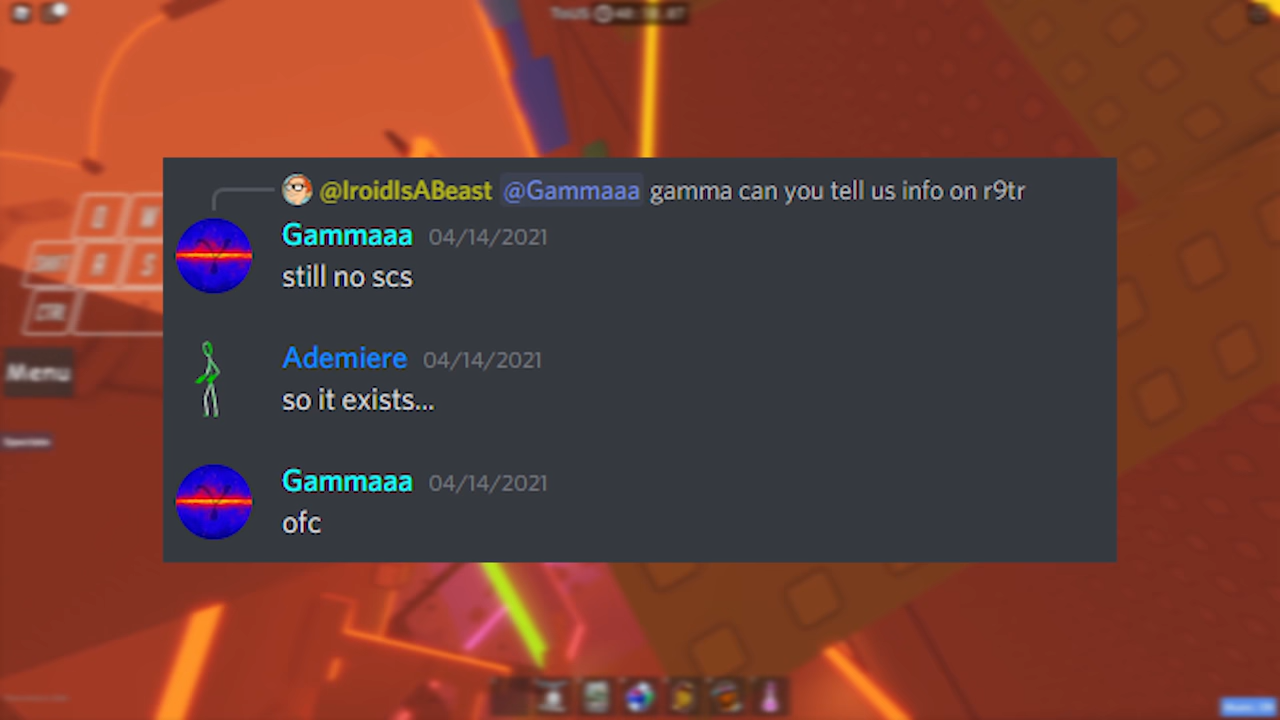 @IroidIsABeast @Gammaaa gamma can you tell us info on r9tr
Gammaaa 04/14/2021
still no scs
Ademiere 04/14/2021
so it exists...
Gammaaa 04/14/2021
ofc
Menu